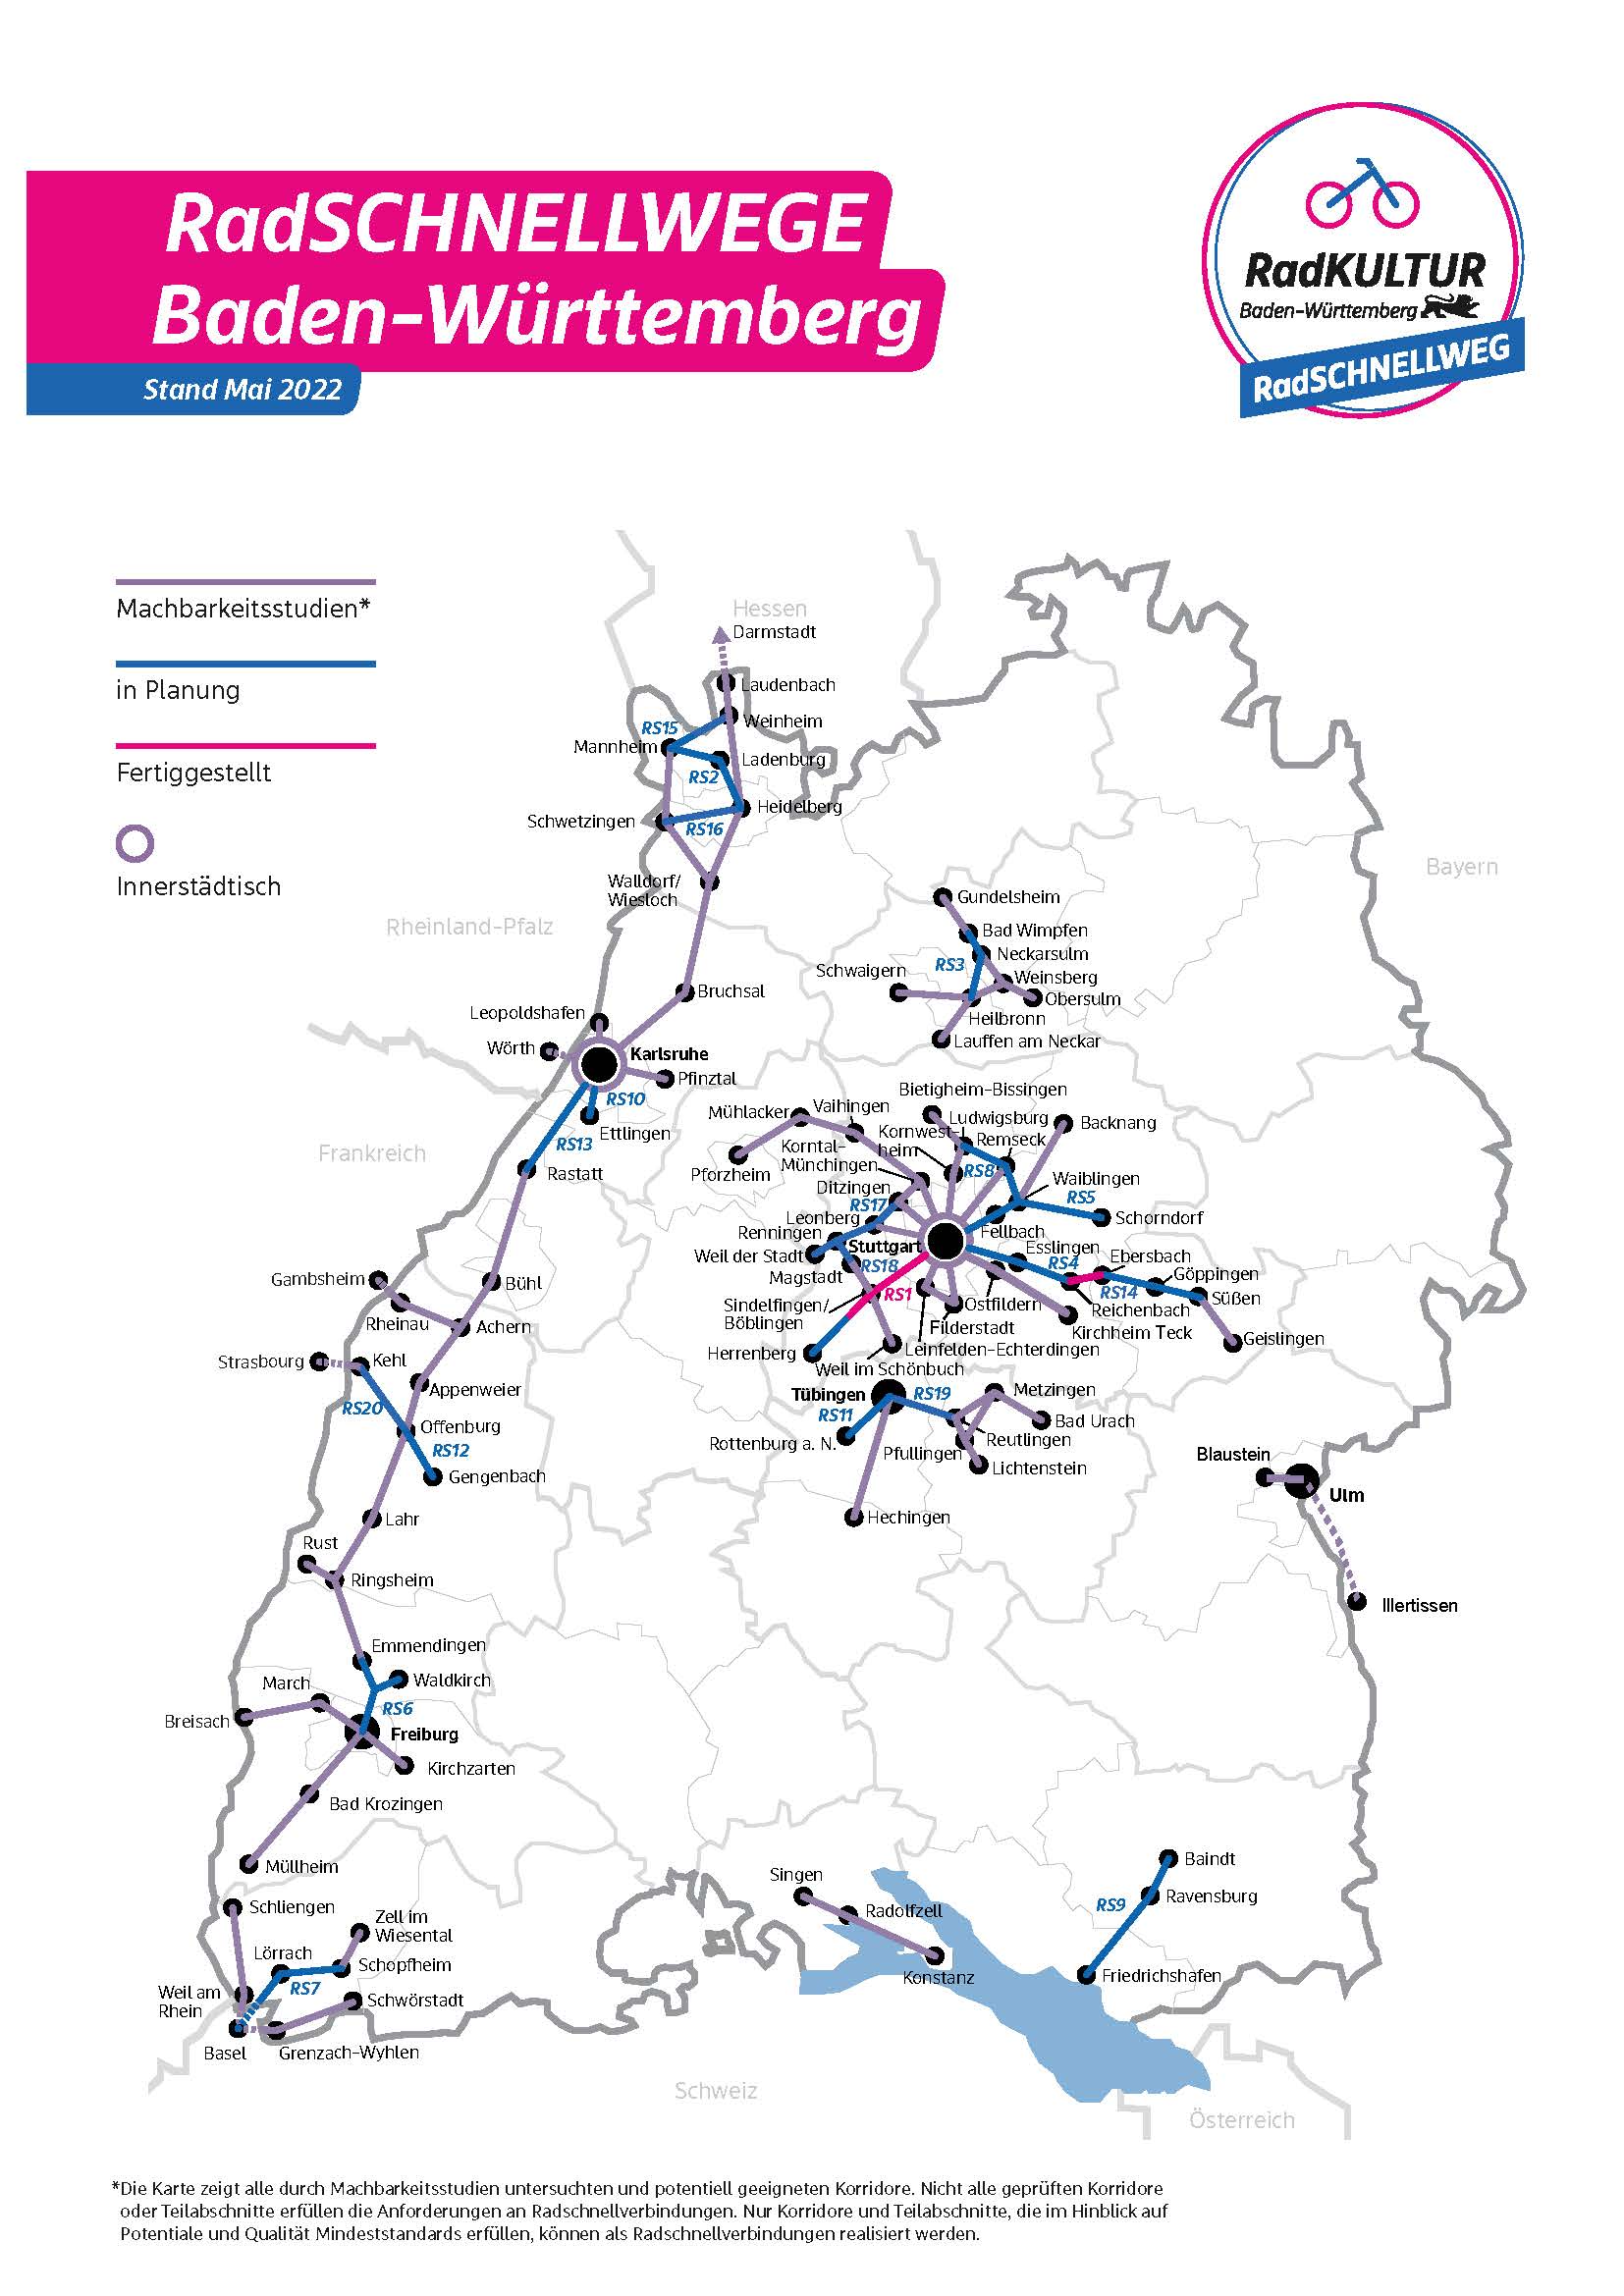 RadSCHNELLWEGE
Baden-Württemberg
Stand Mai 2022
RadKULTUR
Baden-Württemberg
RadSCHNELLWEG
Machbarkeitsstudien*
in Planung
Fertiggestellt
Innerstädtisch
Hessen
Darmstadt
Laudenbach
Weinheim
RS15
Mannheim
Ladenburg
RS2
Heidelberg
Schwetzingen
RS16
Bayern
Walldorf/
Wiesloch
Rheinland-Pfalz
Gundelsheim
Bad Wimpfen
Neckarsulm
RS3
Schwaigern
Weinsberg
Obersulm
Heilbronn
Lauffen am Neckar
Bruchsal
Leopoldshafen
Wörth
Karlsruhe
Pfinztal
RS10
Ettlingen
RS13
Rastatt
Frankreich
Bietigheim-Bissingen
Mühlacker
Vaihingen
Ludwigsburg
Backnang
Kornwest-
heim
Remseck
Korntal-
Münchingen
Pforzheim
RS8
Ditzingen
Waiblingen
RS17
RS5
Leonberg
Schorndorf
Renningen
Fellbach
Stuttgart
Esslingen
Weil der Stadt
RS4
Ebersbach
RS18
Magstadt
Göppingen
RS1
RS14
Süßen
Sindelfingen/
Böblingen
Ostfildern
Reichenbach
Filderstadt
Kirchheim Teck
Geislingen
Herrenberg
Leinfelden-Echterdingen
Weil im Schönbuch
Gambsheim
Bühl
Rheinau
Achern
Strasbourg
Kehl
Appenweier
RS20
Offenburg
RS12
Gengenbach
Tübingen
RS19
Metzingen
RS11
Bad Urach
Rottenburg a. N.
Reutlingen
Pfullingen
Lichtenstein
Hechingen
Blaustein
Ulm
Illertissen
Lahr
Rust
Ringsheim
Emmendingen
Waldkirch
March
RS6
Breisach
Freiburg
Kirchzarten
Bad Krozingen
Müllheim
Schliengen
Zell im
Wiesental
Lörrach
Schopfheim
RS7
Weil am
Rhein
Schwörstadt
Basel
Grenzach-Wyhlen
Singen
Radolfzell
Konstanz
Baindt
Ravensburg
RS9
Friedrichshafen
Schweiz
Österreich
*Die Karte zeigt alle durch Machbarkeitsstudien untersuchten und potentiell geeigneten Korridore. Nicht alle geprüften Korridore
oder Teilabschnitte erfüllen die Anforderungen an Radschnellverbindungen. Nur Korridore und Teilabschnitte, die im Hinblick auf
Potentiale und Qualität Mindeststandards erfüllen, können als Radschnellverbindungen realisiert werden.